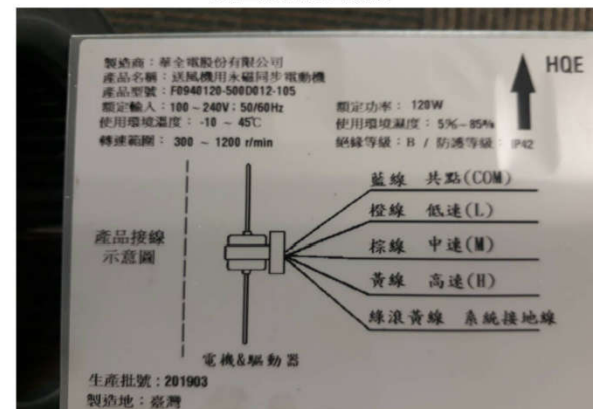 HQE
製造商：華全電股份有限公司
產品名稱：送風機用永磁同步電動機
產品型號：F0940120-500D012-105
額定輸入：100～240V；50/60Hz
額定功率：120W
使用環境溫度：-10 ～ 45℃
使用環境濕度：5%～85%
轉速範圍：300 ～ 1200 r/min
絕緣等級：B / 防護等級：IP42
藍線 共點(COM)
橙線 低速(L)
棕線 中速(M)
黃線 高速(H)
綠滾黃線 系統接地線
產品接線
示意圖
電機&驅動器
生產批號：201903
製造地：臺灣